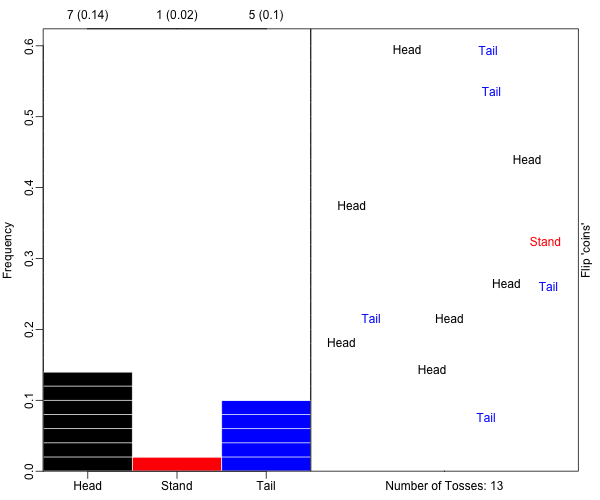 7 (0.14) 1 (0.02) 5 (0.1)
Frequency
0.6
0.5
0.4
0.3
0.2
0.1
0.0
Head Stand Tail
Head Tail
Tail
Head
Head
Stand
Head Tail
Tail Head
Head
Head
Tail
Flip 'coins'
Number of Tosses: 13